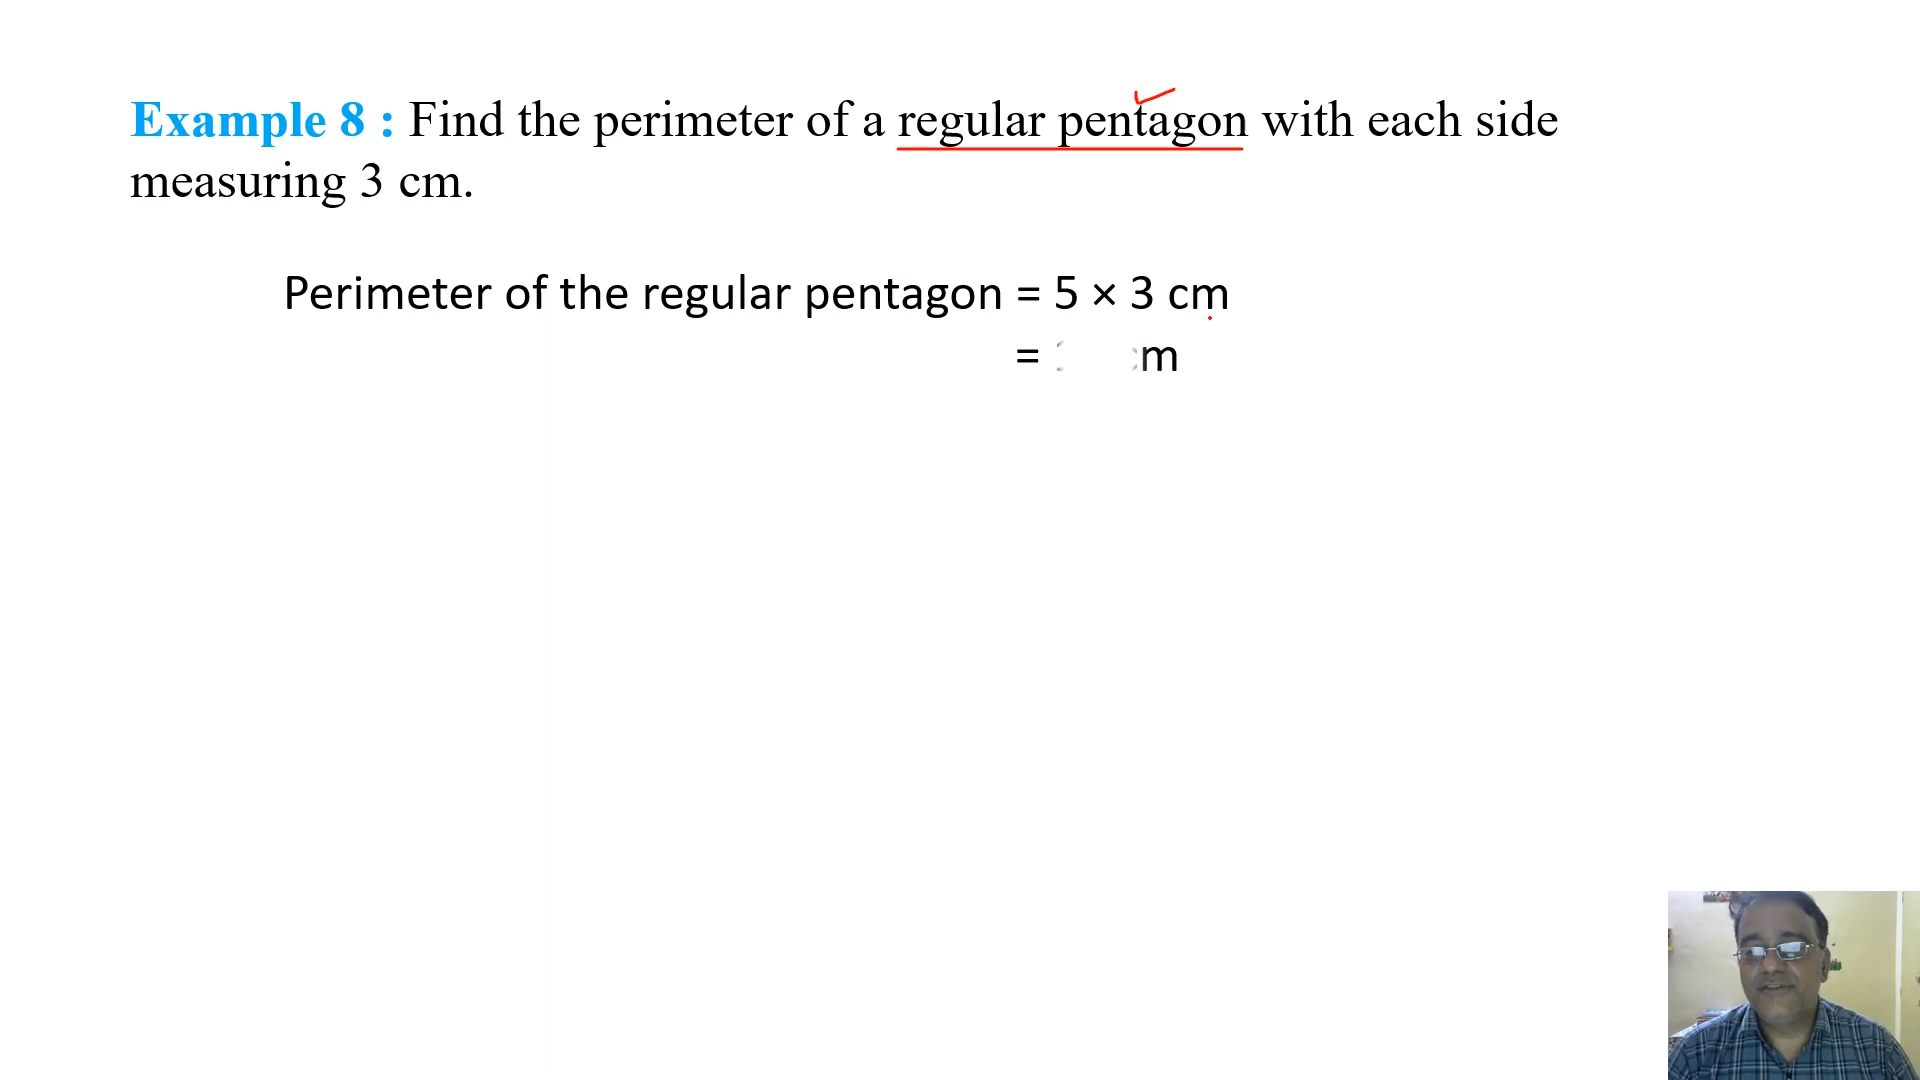 Example 8 : Find the perimeter of a regular pentagon with each side
measuring 3 cm.
Perimeter of the regular pentagon = 5 × 3 cm
=